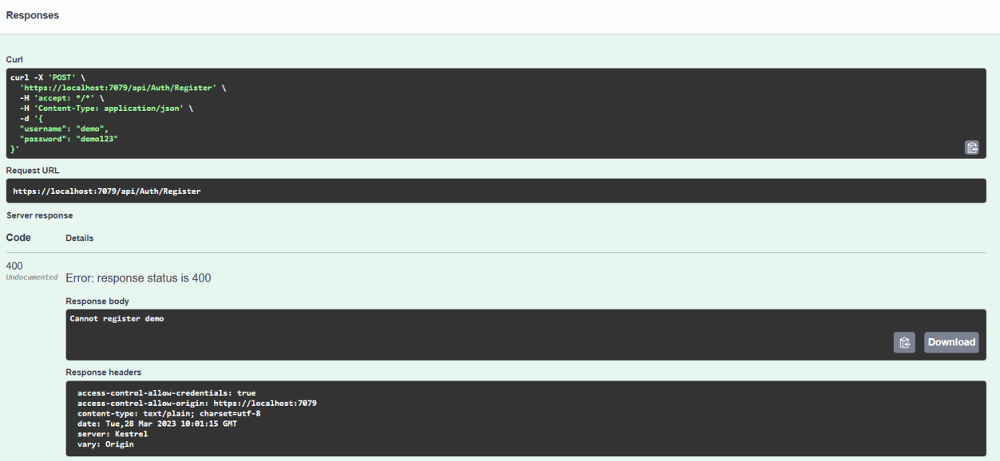 Responses
Curl
curl -X 'POST' \
  'https://localhost:7079/api/Auth/Register' \
  -H 'accept: */*' \
  -H 'Content-Type: application/json' \
  -d '{
  "username": "demo",
  "password": "demo123"
}'
Request URL
https://localhost:7079/api/Auth/Register
Server response
Code Details
400
Undocumented Error: response status is 400
Response body
Cannot register demo
Download
Response headers
access-control-allow-credentials: true
access-control-allow-origin: https://localhost:7079
content-type: text/plain; charset=utf-8
date: Tue,28 Mar 2023 10:01:15 GMT
server: Kestrel
vary: Origin